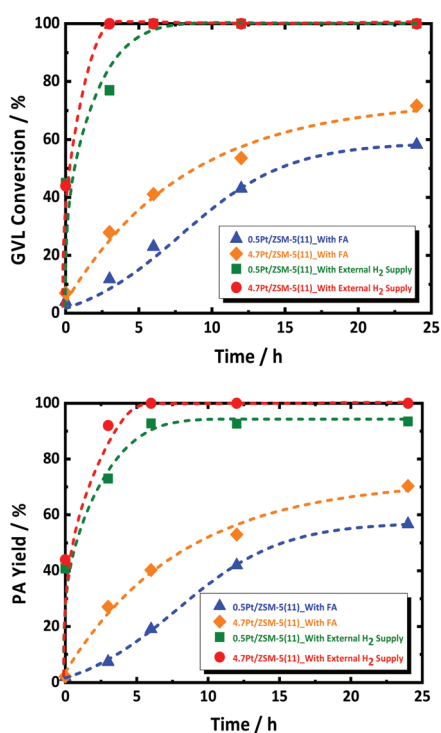 100
80
60
40
20
0
GVL Conversion / %
0.5Pt/ZSM-5(11)_With FA
4.7Pt/ZSM-5(11)_With FA
0.5Pt/ZSM-5(11)_With External H2 Supply
4.7Pt/ZSM-5(11)_With External H2 Supply
0 5 10 15 20 25
Time / h
100
80
60
40
20
0
PA Yield / %
0.5Pt/ZSM-5(11)_With FA
4.7Pt/ZSM-5(11)_With FA
0.5Pt/ZSM-5(11)_With External H2 Supply
4.7Pt/ZSM-5(11)_With External H2 Supply
0 5 10 15 20 25
Time / h